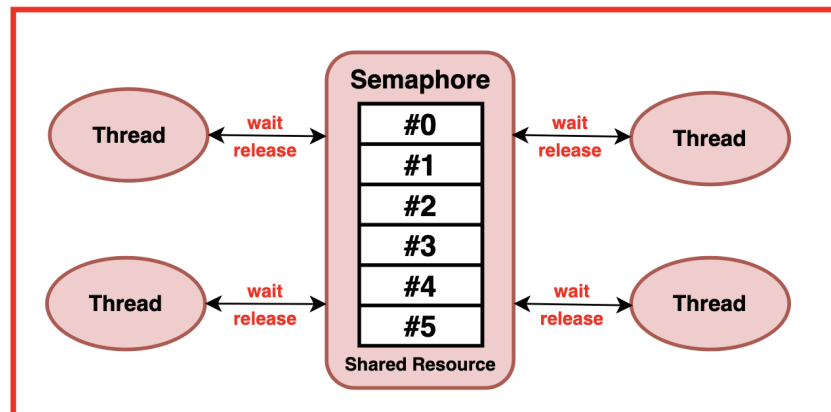 Semaphore
#0
#1
#2
#3
#4
#5
Shared Resource
Thread
wait
release
Thread
wait
release
Thread
wait
release
Thread
wait
release